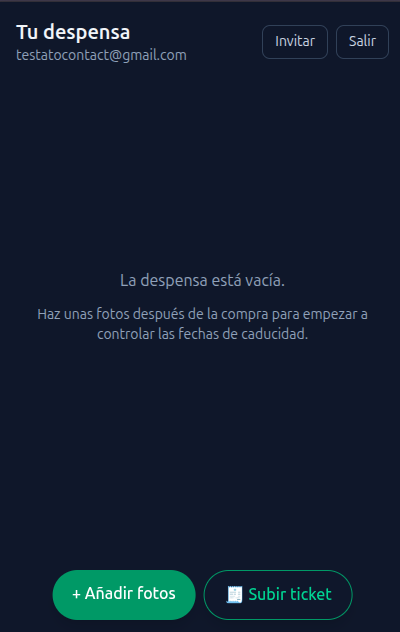 Tu despensa
testatocontact@gmail.com
Invitar
Salir
La despensa está vacía.
Haz unas fotos después de la compra para empezar a
controlar las fechas de caducidad.
+ Añadir fotos
🧾 Subir ticket